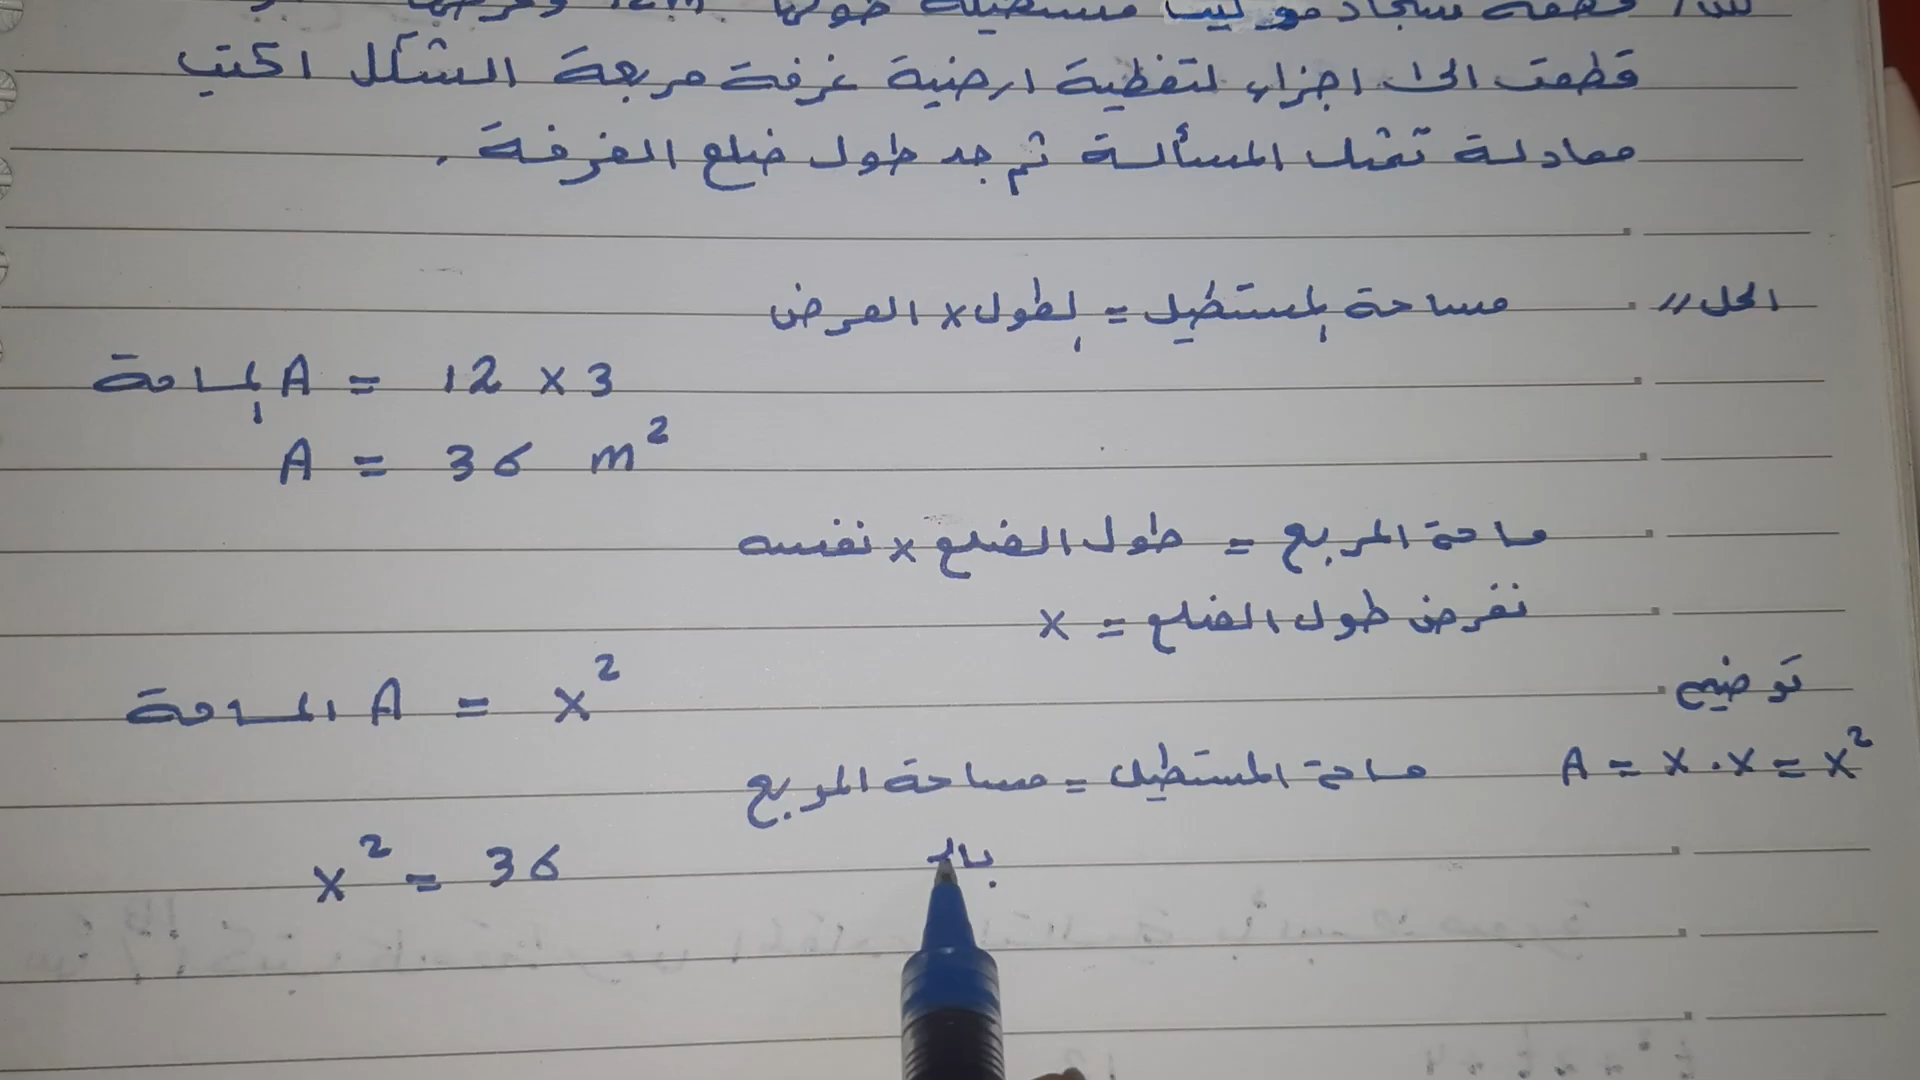 قطعت الى اجزاء لتغطية ارضية غرفة مربعة الشكل اكتب
معادلة تمثل المسألة ثم جد طول ضلع الغرفة .
الحل // مساحة المستطيل = الطول × العرض
المساحة A = 12 × 3
A = 36 m²
مساحة المربع = طول الضلع × نفسه
نفرض طول الضلع = x
توضيح
المساحة A = x²
A = x . x = x²
مساحة المستطيل = مساحة المربع
x² = 36